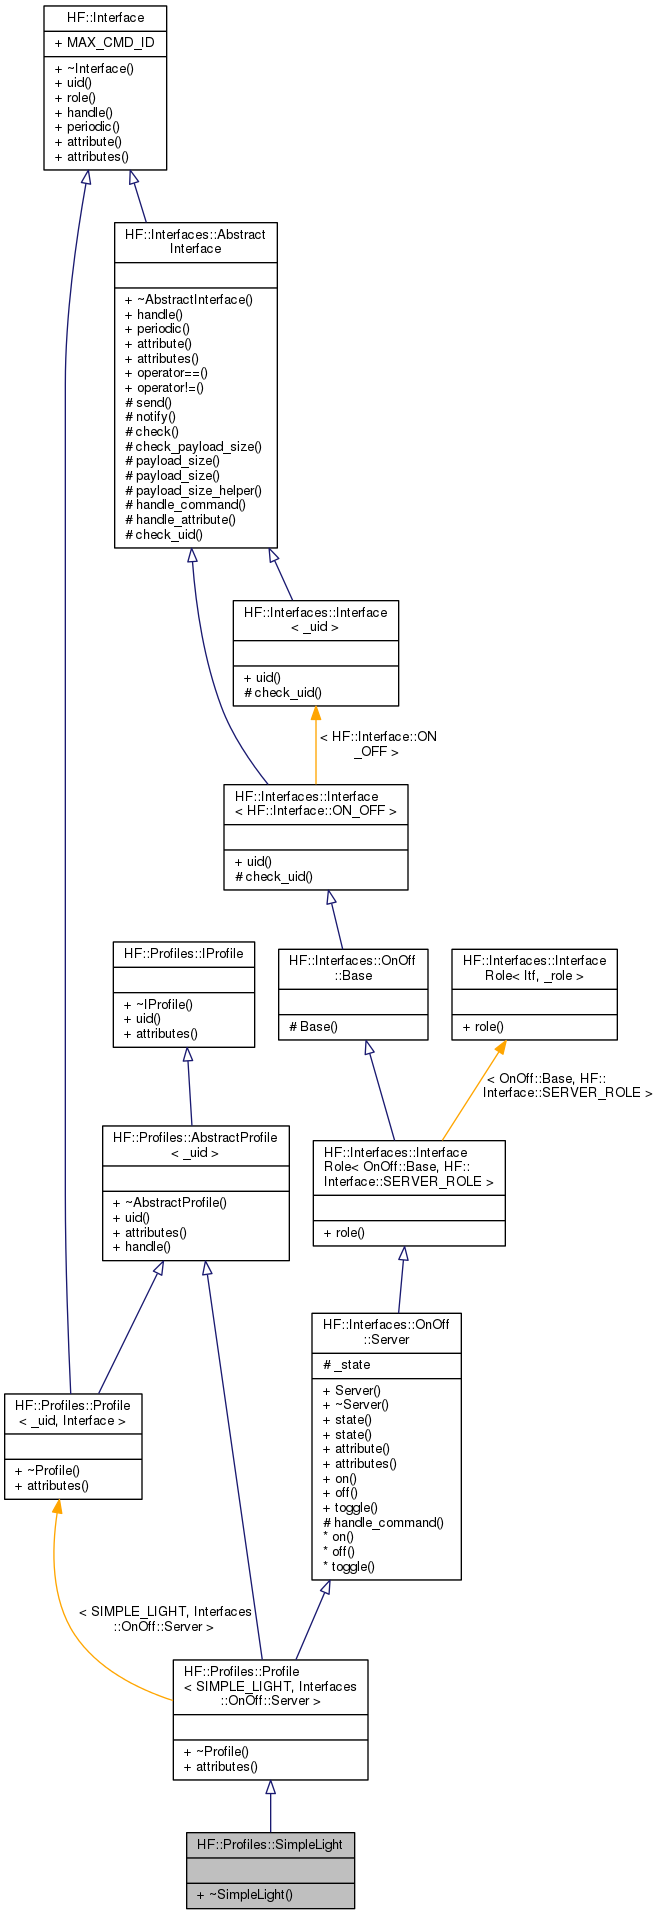 HF::Interface
+ MAX_CMD_ID
+ ~Interface()
+ uid()
+ role()
+ handle()
+ periodic()
+ attribute()
+ attributes()
HF::Interfaces::Abstract
Interface
+ ~AbstractInterface()
+ handle()
+ periodic()
+ attribute()
+ attributes()
+ operator==()
+ operator!=()
# send()
# notify()
# check()
# check_payload_size()
# payload_size()
# payload_size()
# payload_size_helper()
# handle_command()
# handle_attribute()
# check_uid()
HF::Interfaces::Interface
< _uid >
+ uid()
# check_uid()
< HF::Interface::ON
_OFF >
HF::Interfaces::Interface
< HF::Interface::ON_OFF >
+ uid()
# check_uid()
HF::Profiles::IProfile
+ ~IProfile()
+ uid()
+ attributes()
HF::Interfaces::OnOff
::Base
# Base()
HF::Interfaces::Interface
Role< Itf, _role >
+ role()
< OnOff::Base, HF::
Interface::SERVER_ROLE >
HF::Profiles::AbstractProfile
< _uid >
+ ~AbstractProfile()
+ uid()
+ attributes()
+ handle()
HF::Interfaces::Interface
Role< OnOff::Base, HF::
Interface::SERVER_ROLE >
+ role()
HF::Interfaces::OnOff
::Server
# _state
+ Server()
+ ~Server()
+ state()
+ state()
+ attribute()
+ attributes()
+ on()
+ off()
+ toggle()
# handle_command()
* on()
* off()
* toggle()
HF::Profiles::Profile
< _uid, Interface >
+ ~Profile()
+ attributes()
< SIMPLE_LIGHT, Interfaces
::OnOff::Server >
HF::Profiles::Profile
< SIMPLE_LIGHT, Interfaces
::OnOff::Server >
+ ~Profile()
+ attributes()
HF::Profiles::SimpleLight
+ ~SimpleLight()